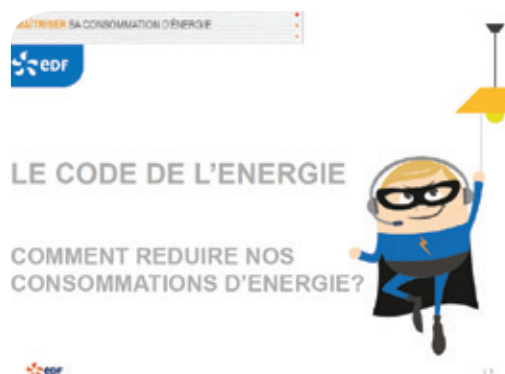 MAÎTRISER SA CONSOMMATION D'ÉNERGIE
edf
LE CODE DE L'ENERGIE
COMMENT REDUIRE NOS
CONSOMMATIONS D'ENERGIE?
edf